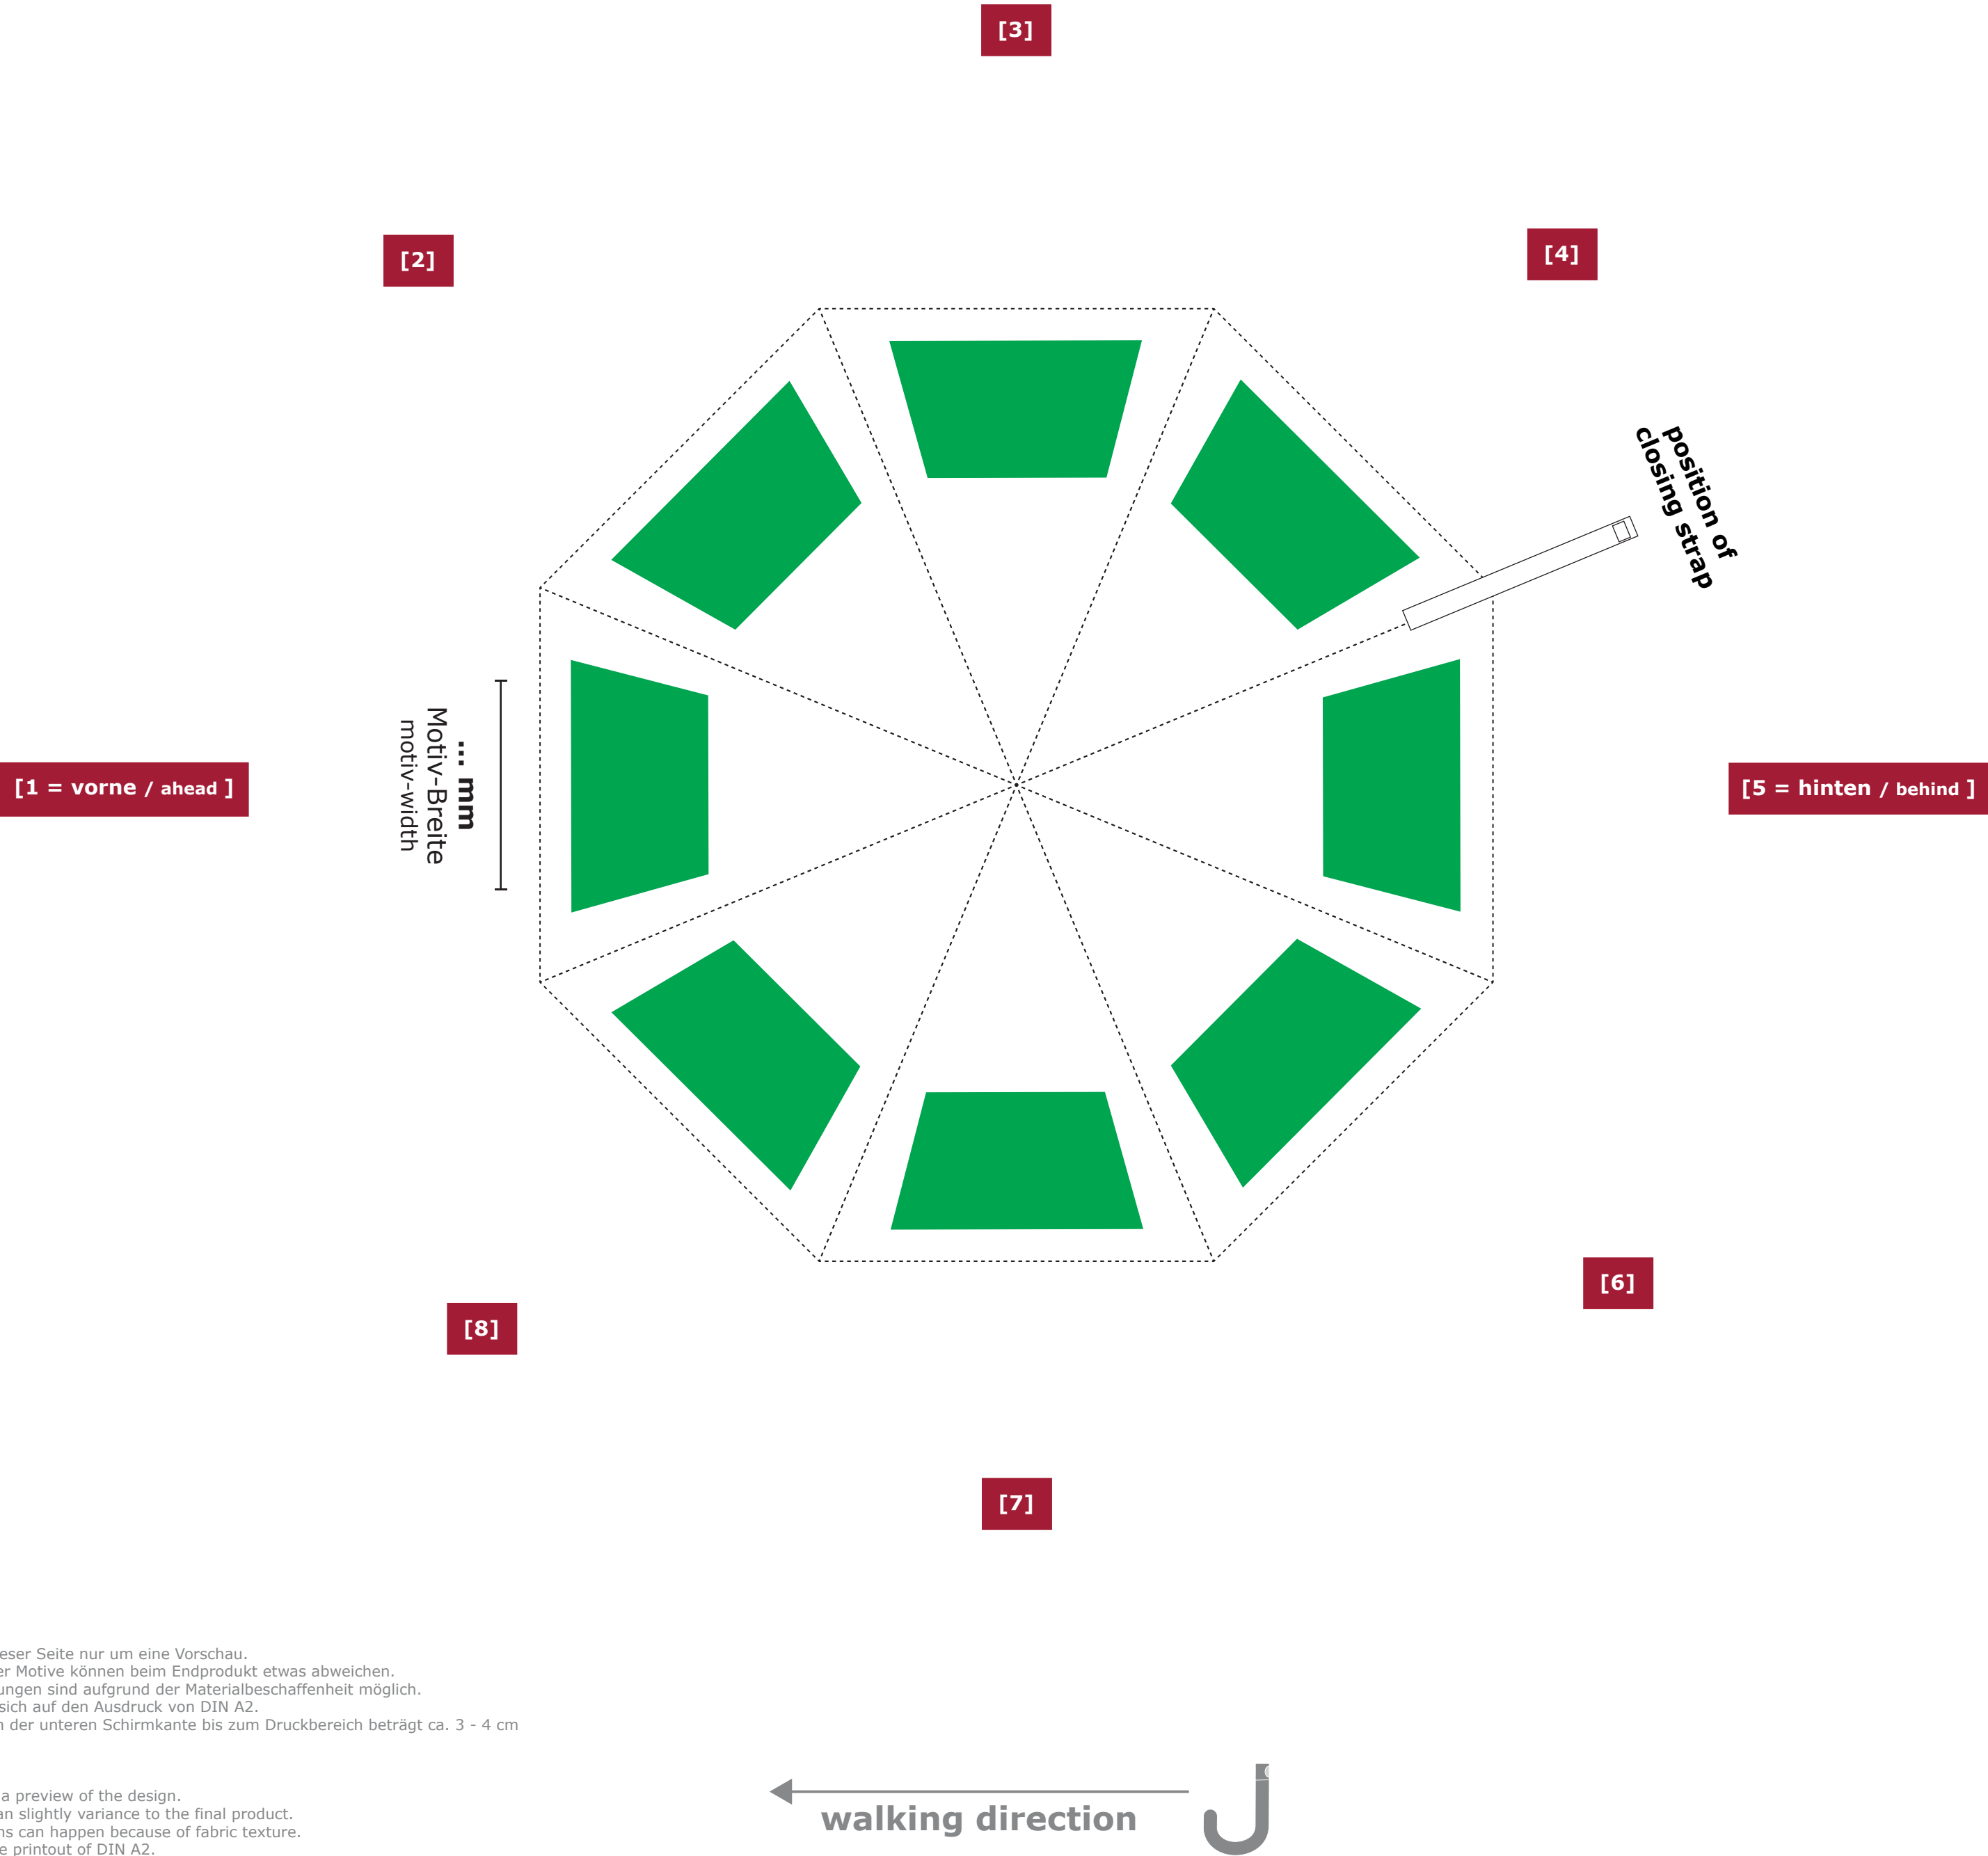 [3]
[2]
[4]
position of
closing strap
... mm
Motiv-Breite
motiv-width
[1 = vorne / ahead ]
[5 = hinten / behind ]
[6]
[8]
[7]
eser Seite nur um eine Vorschau.
er Motive können beim Endprodukt etwas abweichen.
ungen sind aufgrund der Materialbeschaffenheit möglich.
sich auf den Ausdruck von DIN A2.
n der unteren Schirmkante bis zum Druckbereich beträgt ca. 3 - 4 cm
a preview of the design.
an slightly variance to the final product.
ns can happen because of fabric texture.
e printout of DIN A2.
walking direction